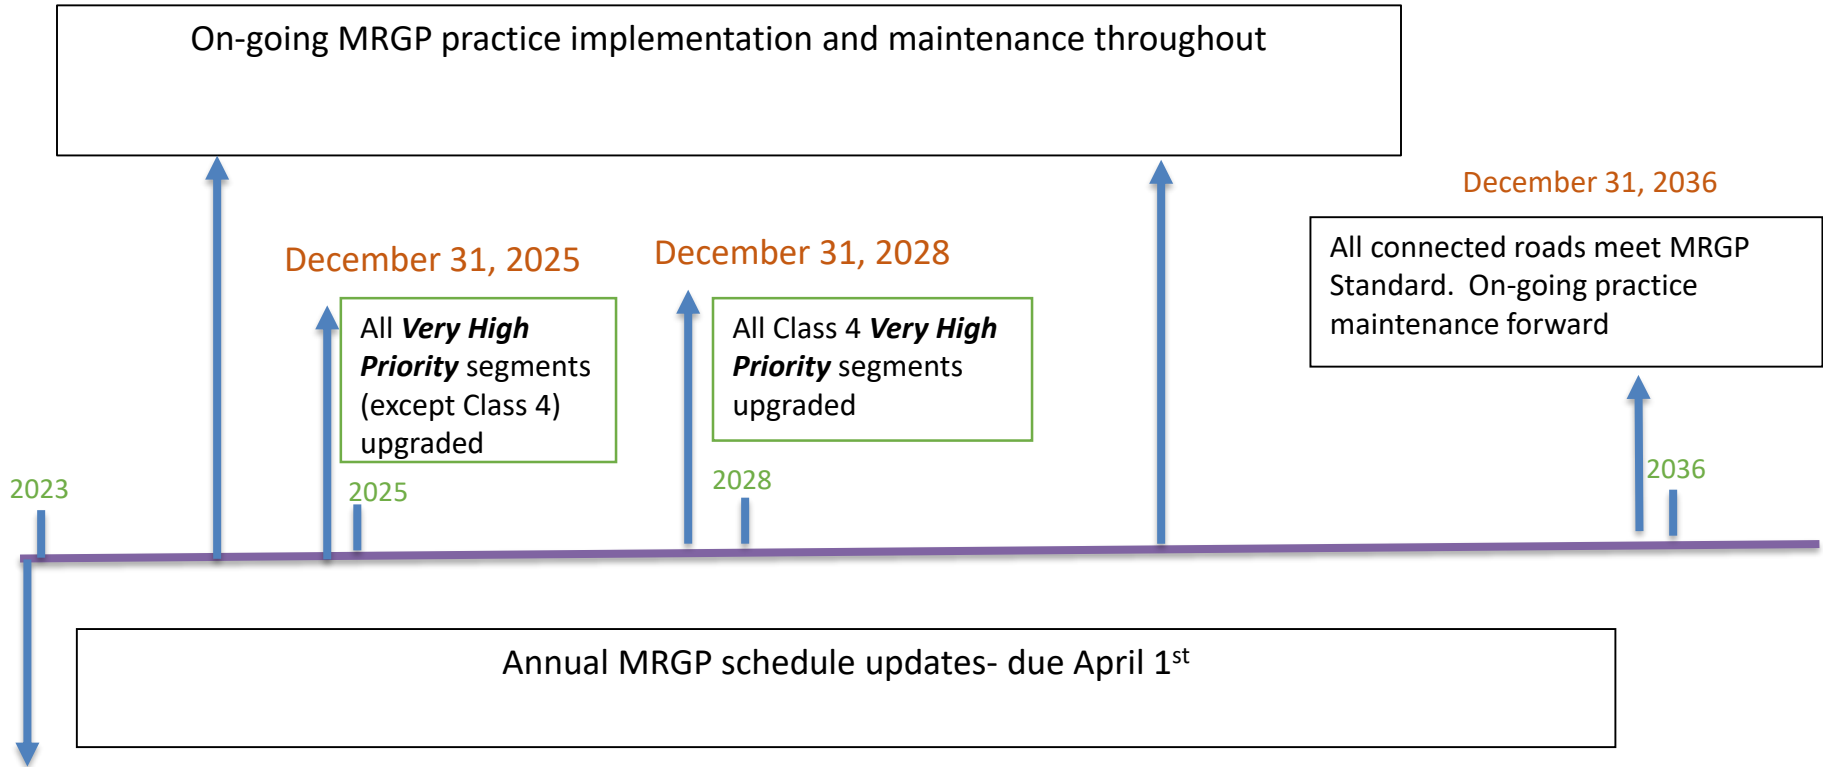 On-going MRGP practice implementation and maintenance throughout
December 31, 2036
All connected roads meet MRGP
Standard.  On-going practice
maintenance forward
December 31, 2025
December 31, 2028
All Very High
Priority segments
(except Class 4)
upgraded
All Class 4 Very High
Priority segments
upgraded
2023
2025
2028
2036
Annual MRGP schedule updates- due April 1st